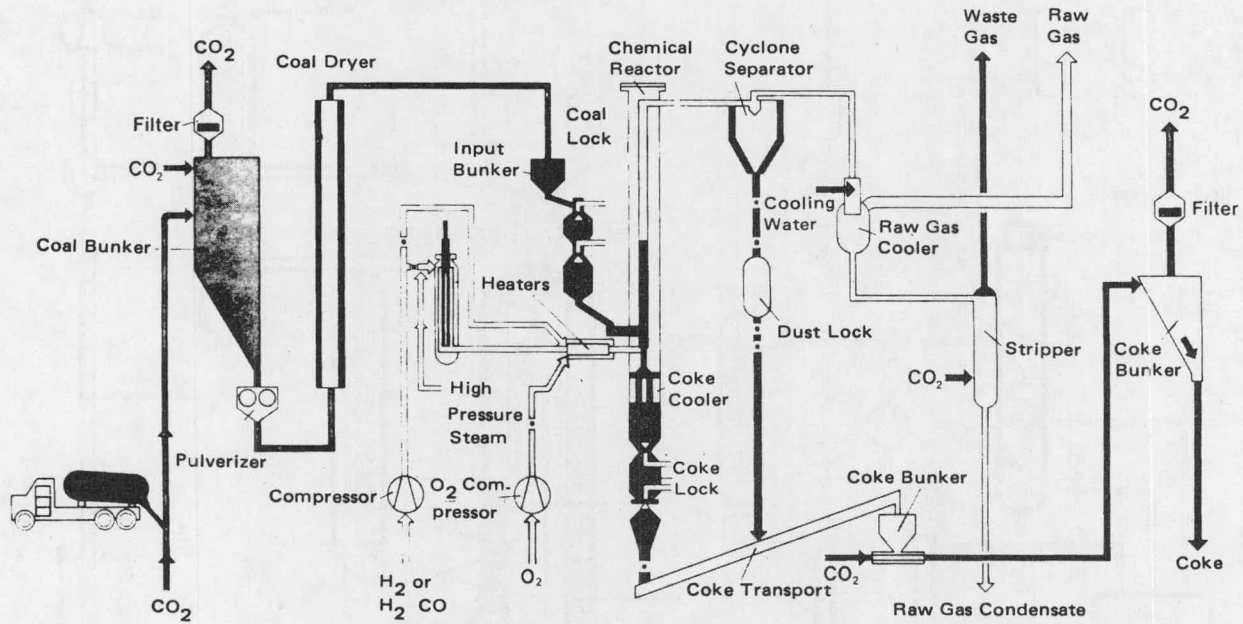 Waste
Gas
Raw
Gas
CO2
Coal Dryer
Chemical
Reactor
Cyclone
Separator
CO2
Filter
Coal
Lock
CO2
Input
Bunker
Cooling
Water
Raw Gas
Cooler
Filter
Coal Bunker
Heaters
Dust Lock
Stripper
Coke
Bunker
CO2
High
Pressure
Steam
Coke
Cooler
Pulverizer
Compressor
O2 Com-
pressor
Coke
Lock
Coke Bunker
H2 or
H2 CO
O2
Coke Transport
CO2
Coke
CO2
Raw Gas Condensate